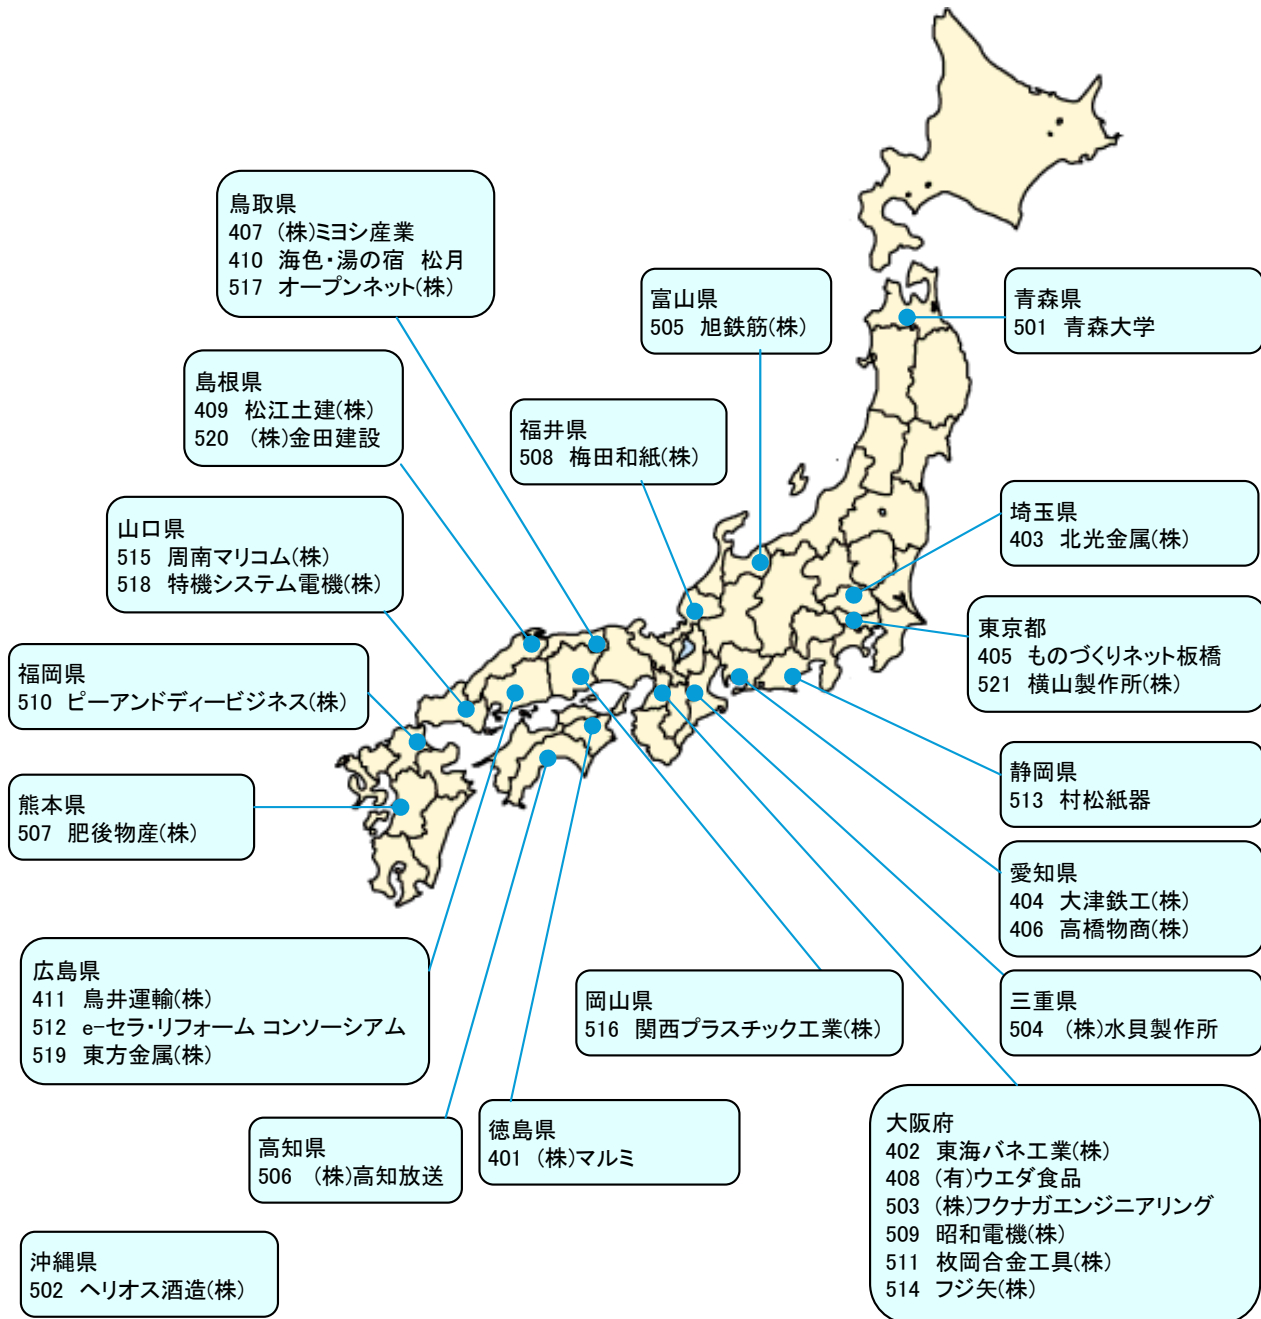 鳥取県
407 (株)ミヨシ産業
410 海色・湯の宿 松月
517 オープンネット(株)
富山県
505 旭鉄筋(株)
青森県
501 青森大学
島根県
409 松江土建(株)
520 (株)金田建設
福井県
508 梅田和紙(株)
山口県
515 周南マリコム(株)
518 特機システム電機(株)
埼玉県
403 北光金属(株)
東京都
405 ものづくりネット板橋
521 横山製作所(株)
福岡県
510 ピーアンドディービジネス(株)
静岡県
513 村松紙器
熊本県
507 肥後物産(株)
愛知県
404 大津鉄工(株)
406 高橋物商(株)
広島県
411 鳥井運輸(株)
512 e-セラ・リフォーム コンソーシアム
519 東方金属(株)
岡山県
516 関西プラスチック工業(株)
三重県
504 (株)水貝製作所
大阪府
402 東海バネ工業(株)
408 (有)ウエダ食品
503 (株)フクナガエンジニアリング
509 昭和電機(株)
511 枚岡合金工具(株)
514 フジ矢(株)
高知県
506 (株)高知放送
徳島県
401 (株)マルミ
沖縄県
502 ヘリオス酒造(株)